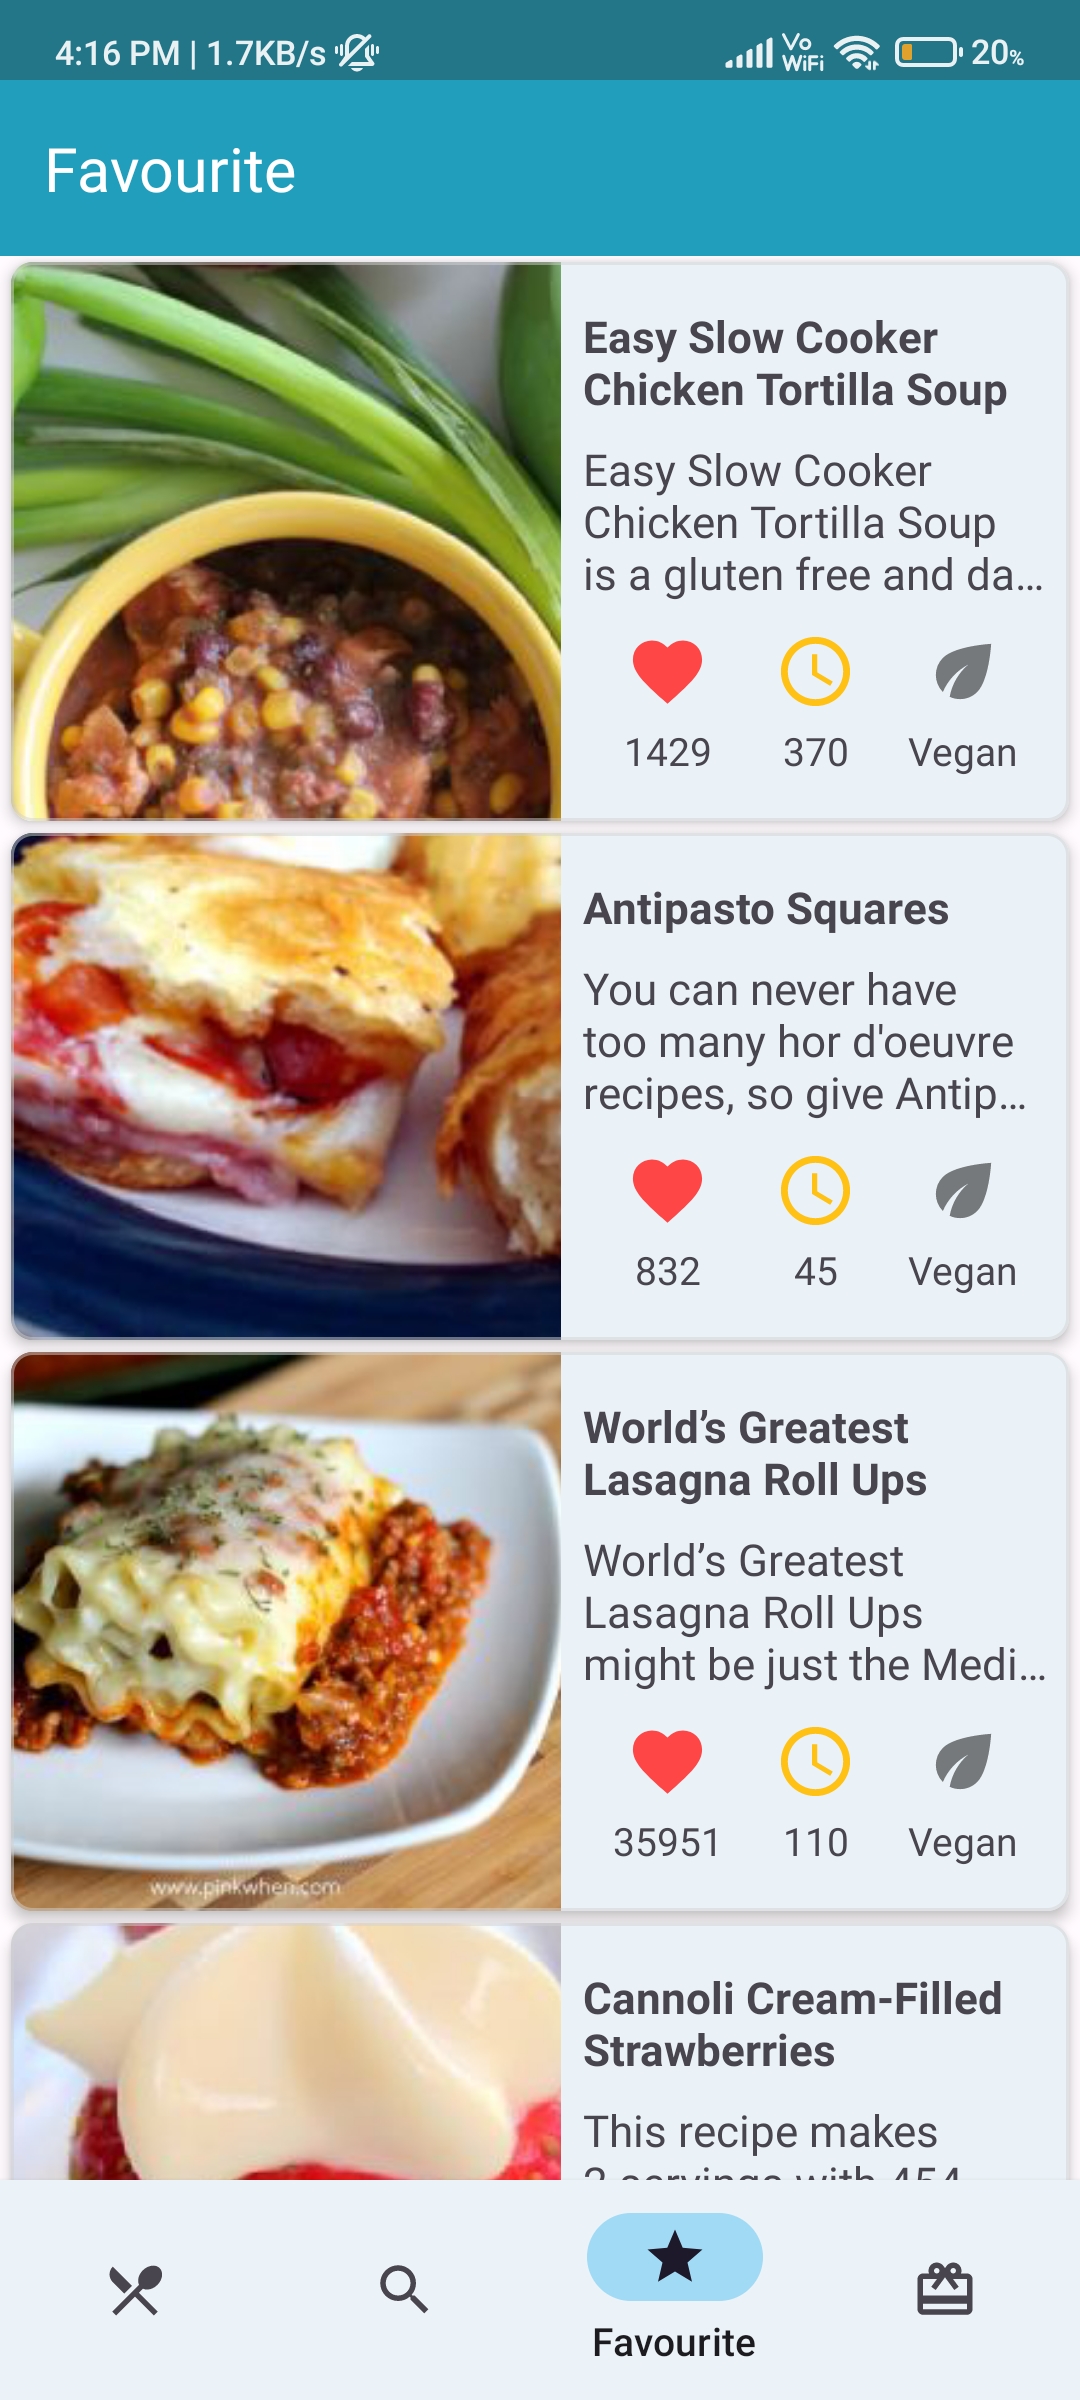 4:16 PM | 1.7KB/s
Vo
WiFi
20%
Favourite
Easy Slow Cooker
Chicken Tortilla Soup
Easy Slow Cooker
Chicken Tortilla Soup
is a gluten free and da...
1429
370
Vegan
Antipasto Squares
You can never have
too many hor d'oeuvre
recipes, so give Antip...
832
45
Vegan
World’s Greatest
Lasagna Roll Ups
World’s Greatest
Lasagna Roll Ups
might be just the Medi...
35951
110
Vegan
www.pinkwhen.com
Cannoli Cream-Filled
Strawberries
This recipe makes
servings with 454
Favourite